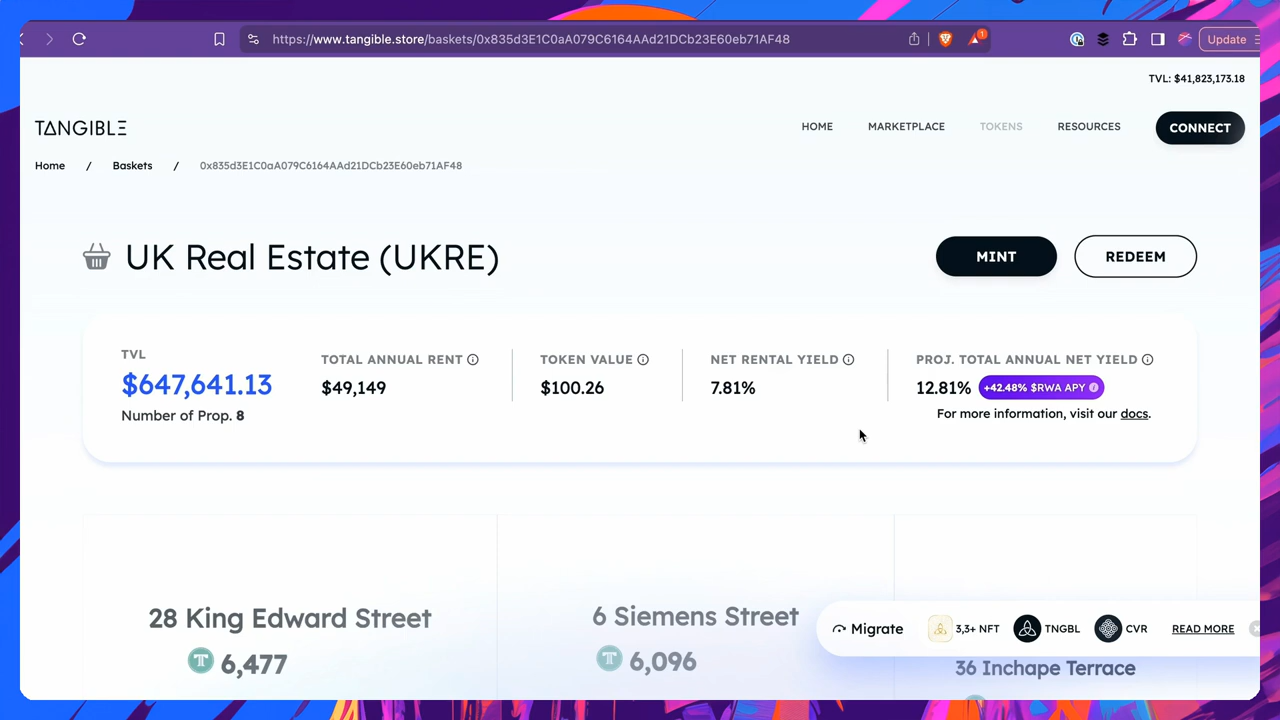 https://www.tangible.store/baskets/0x835d3E1C0aA079C6164AAd21DCb23E60eb71AF48
1
Update
TVL: $41,823,173.18
TANGIBLE
HOME MARKETPLACE TOKENS RESOURCES CONNECT
Home / Baskets / 0x835d3E1C0aA079C6164AAd21DCb23E60eb71AF48
UK Real Estate (UKRE)
MINT REDEEM
TVL
$647,641.13
Number of Prop. 8
TOTAL ANNUAL RENT
$49,149
TOKEN VALUE
$100.26
NET RENTAL YIELD
7.81%
PROJ. TOTAL ANNUAL NET YIELD
12.81% +42.48% $RWA APY
For more information, visit our docs.
28 King Edward Street
6,477
6 Siemens Street
6,096
36 Inchape Terrace
Migrate 3,3+ NFT TNGBL CVR READ MORE